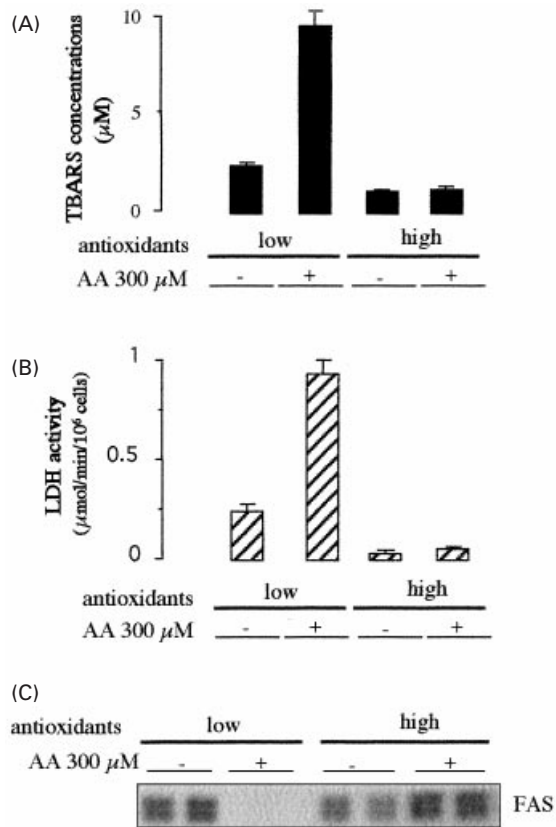 (A)
TBARS concentrations
(µM)
10
5
0
antioxidants low high
AA 300 µM - + - +
(B)
LDH activity
(µmol/min/10⁶ cells)
1
0.5
0
antioxidants low high
AA 300 µM - + - +
(C)
antioxidants low high
AA 300 µM - + - +
FAS